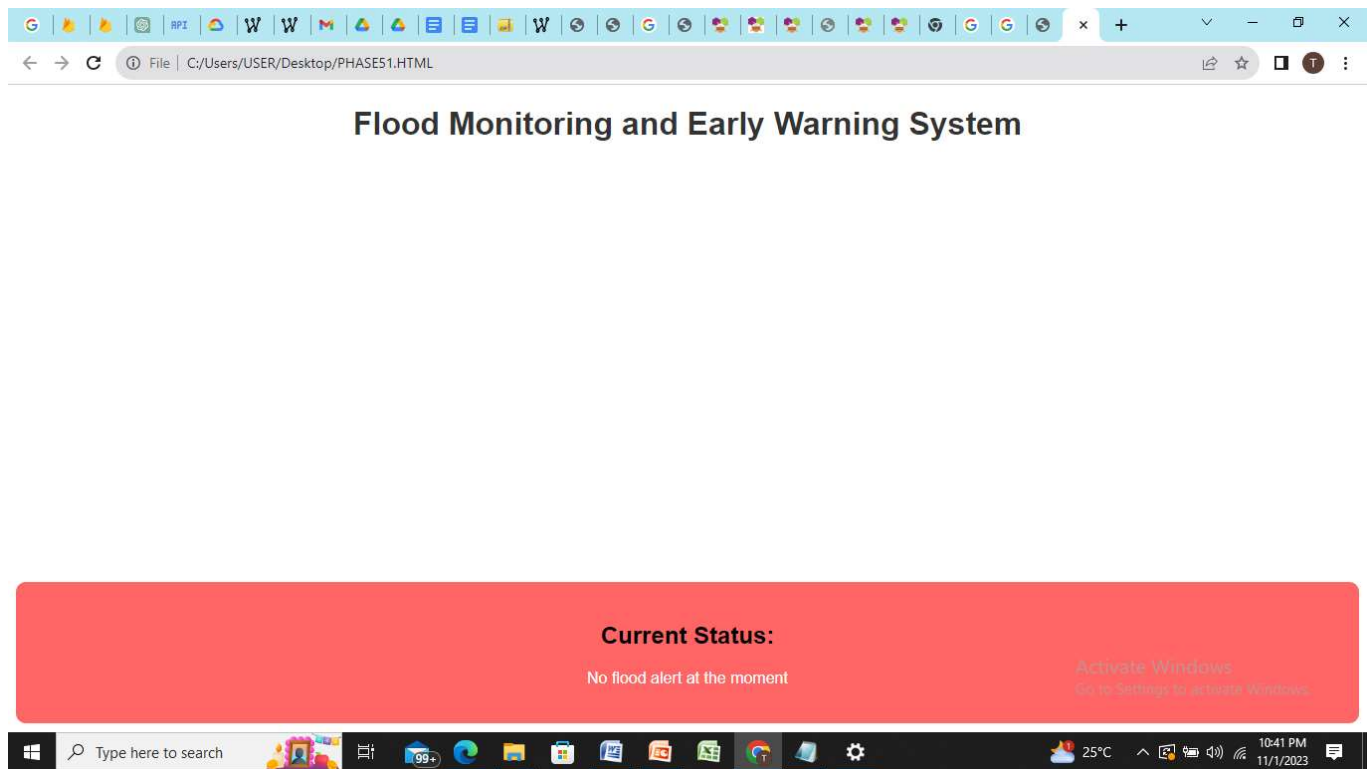 API
File
C:/Users/USER/Desktop/PHASE51.HTML
T
Flood Monitoring and Early Warning System
Current Status:
No flood alert at the moment
Activate Windows
Go to Settings to activate Windows.
Type here to search
99+
25°C
10:41 PM
11/1/2023